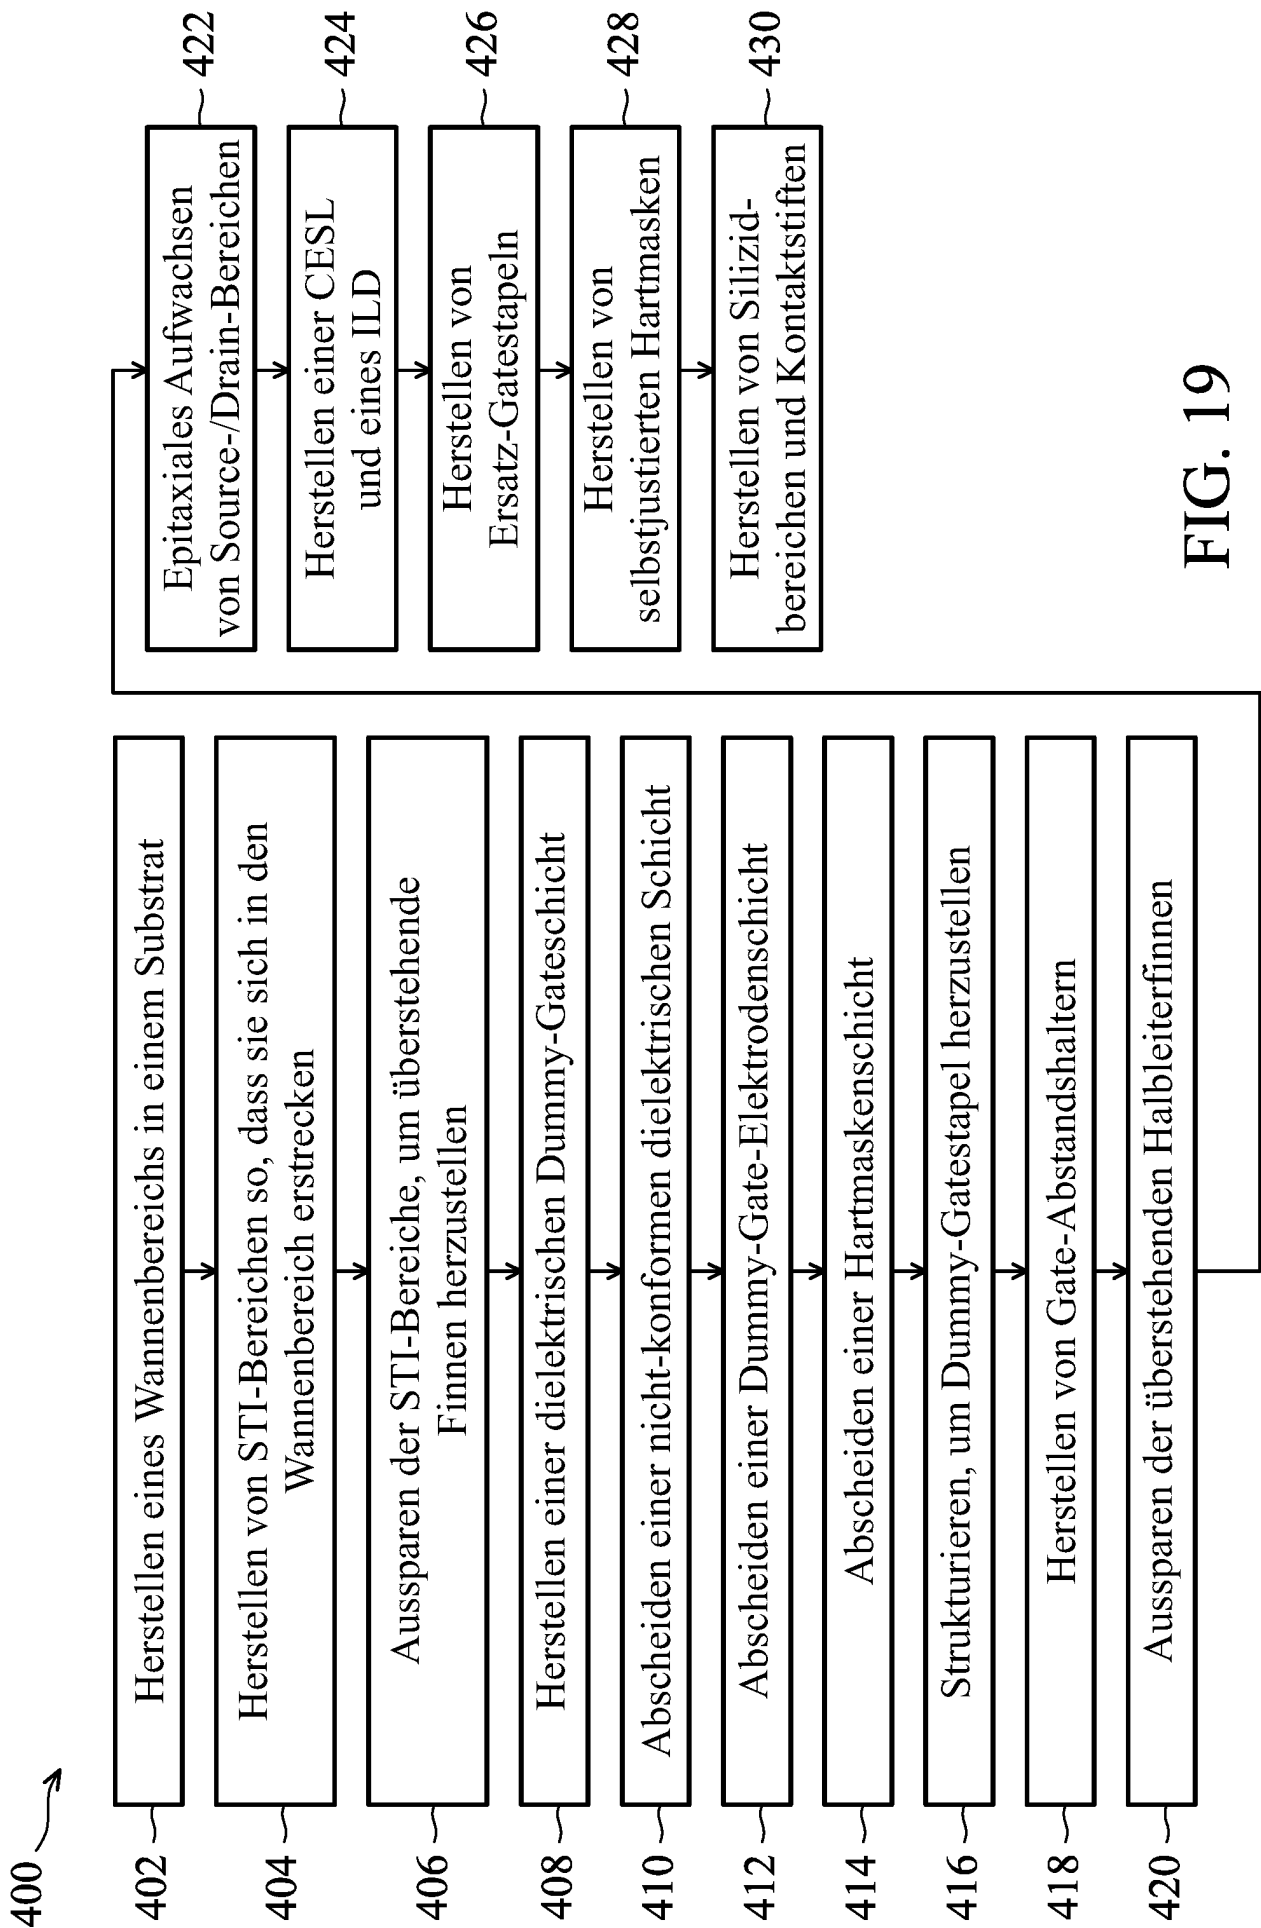 400
402
Herstellen eines Wannenbereichs in einem Substrat
404
Herstellen von STI-Bereichen so, dass sie sich in den
Wannenbereich erstrecken
406
Aussparen der STI-Bereiche, um überstehende
Finnen herzustellen
408
Herstellen einer dielektrischen Dummy-Gateschicht
410
Abscheiden einer nicht-konformen dielektrischen Schicht
412
Abscheiden einer Dummy-Gate-Elektrodenschicht
414
Abscheiden einer Hartmaskenschicht
416
Strukturieren, um Dummy-Gatestapel herzustellen
418
Herstellen von Gate-Abstandshaltern
420
Aussparen der überstehenden Halbleiterfinnen
Epitaxiales Aufwachsen
von Source-/Drain-Bereichen
422
Herstellen einer CESL
und eines ILD
424
Herstellen von
Ersatz-Gatestapeln
426
Herstellen von
selbstjustierten Hartmasken
428
Herstellen von Silizid-
bereichen und Kontaktstiften
430
FIG. 19